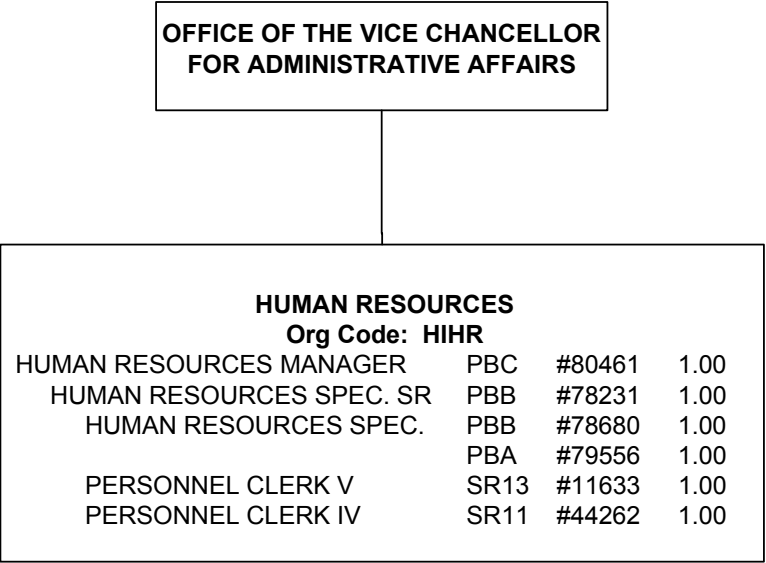 OFFICE OF THE VICE CHANCELLOR
FOR ADMINISTRATIVE AFFAIRS
HUMAN RESOURCES
Org Code: HIHR
HUMAN RESOURCES MANAGER PBC #80461 1.00
HUMAN RESOURCES SPEC. SR PBB #78231 1.00
HUMAN RESOURCES SPEC. PBB #78680 1.00
PBA #79556 1.00
PERSONNEL CLERK V SR13 #11633 1.00
PERSONNEL CLERK IV SR11 #44262 1.00